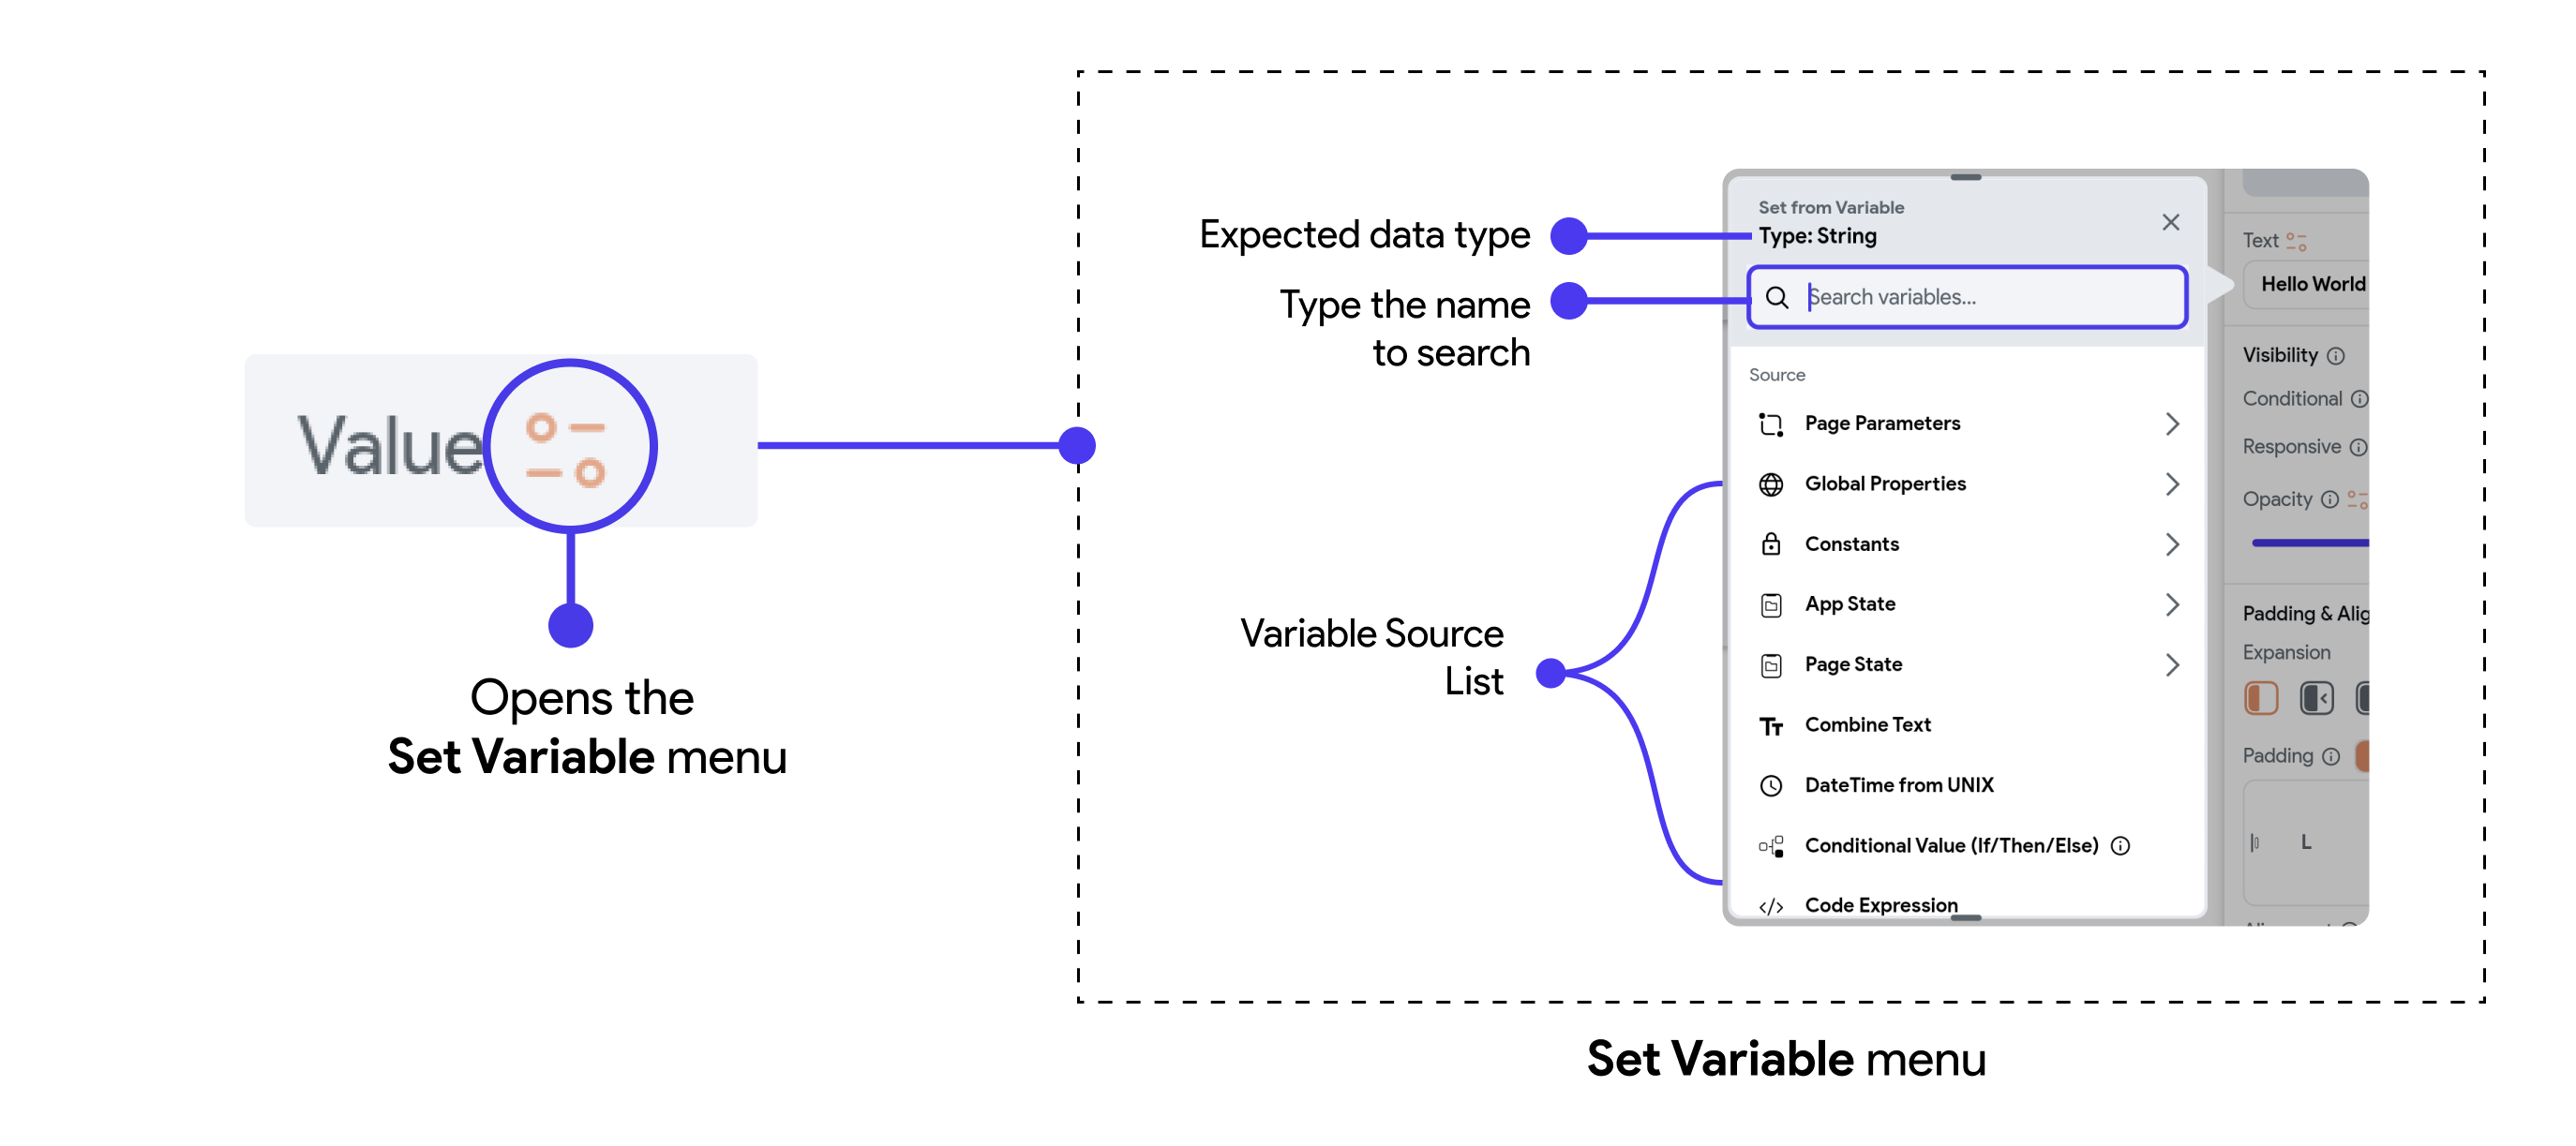 Value
Opens the
Set Variable menu
Expected data type
Type the name
to search
Variable Source
List
Set from Variable
Type: String
Search variables...
Source
Page Parameters
Global Properties
Constants
App State
Page State
Combine Text
DateTime from UNIX
Conditional Value (If/Then/Else)
Code Expression
Text
Hello World
Visibility
Conditional
Responsive
Opacity
Padding & Alig
Expansion
Padding
L
Set Variable menu